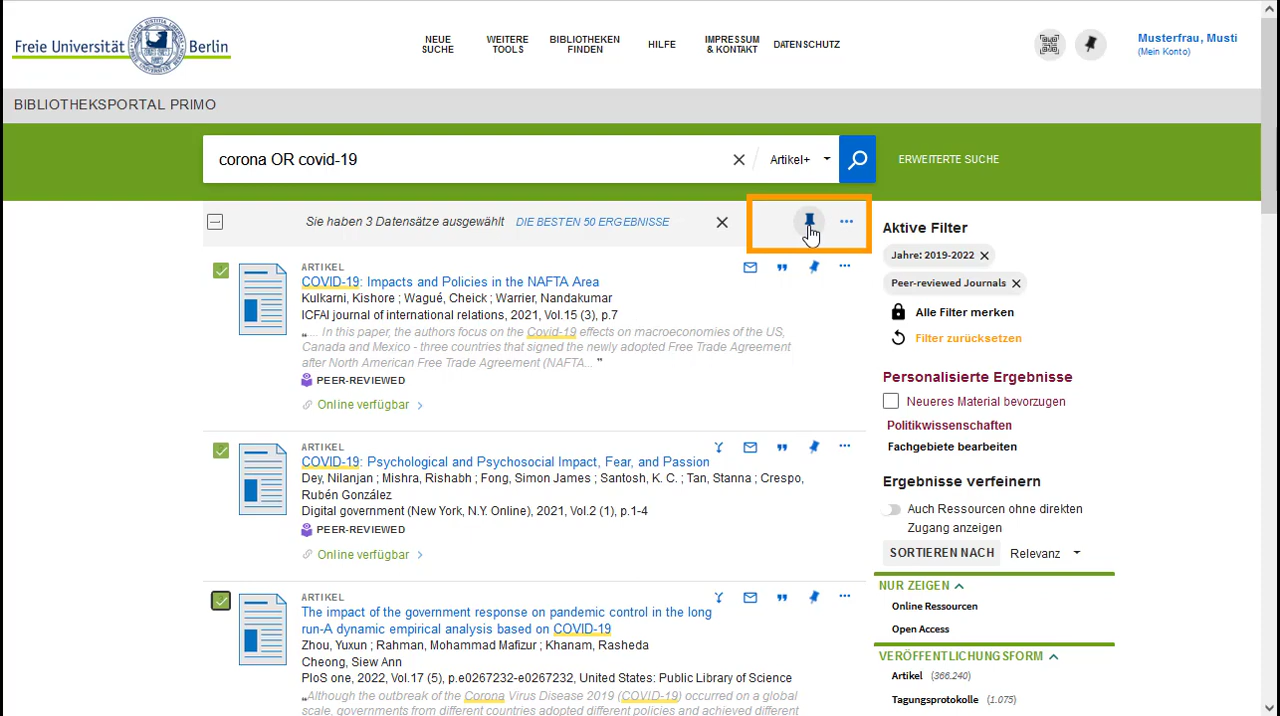 Freie Universität Berlin
NEUE SUCHE
WEITERE TOOLS
BIBLIOTHEKEN FINDEN
HILFE
IMPRESSUM & KONTAKT
DATENSCHUTZ
Musterfrau, Musti
(Mein Konto)
BIBLIOTHEKSPORTAL PRIMO
corona OR covid-19
Artikel+
ERWEITERTE SUCHE
Sie haben 3 Datensätze ausgewählt DIE BESTEN 50 ERGEBNISSE
ARTIKEL
COVID-19: Impacts and Policies in the NAFTA Area
Kulkarni, Kishore ; Wagué, Cheick ; Warrier, Nandakumar
ICFAI journal of international relations, 2021, Vol.15 (3), p.7
„.... In this paper, the authors focus on the Covid-19 effects on macroeconomies of the US,
Canada and Mexico - three countries that signed the newly adopted Free Trade Agreement
after North American Free Trade Agreement (NAFTA... ”
PEER-REVIEWED
Online verfügbar
ARTIKEL
COVID-19: Psychological and Psychosocial Impact, Fear, and Passion
Dey, Nilanjan ; Mishra, Rishabh ; Fong, Simon James ; Santosh, K. C. ; Tan, Stanna ; Crespo,
Rubén González
Digital government (New York, N.Y. Online), 2021, Vol.2 (1), p.1-4
PEER-REVIEWED
Online verfügbar
ARTIKEL
The impact of the government response on pandemic control in the long
run-A dynamic empirical analysis based on COVID-19
Zhou, Yuxun ; Rahman, Mohammad Mafizur ; Khanam, Rasheda
Cheong, Siew Ann
PloS one, 2022, Vol.17 (5), p.e0267232-e0267232, United States: Public Library of Science
„Although the outbreak of the Corona Virus Disease 2019 (COVID-19) occurred on a global
scale, governments from different countries adopted different policies and achieved different
Aktive Filter
Jahre: 2019-2022
Peer-reviewed Journals
Alle Filter merken
Filter zurücksetzen
Personalisierte Ergebnisse
Neueres Material bevorzugen
Politikwissenschaften
Fachgebiete bearbeiten
Ergebnisse verfeinern
Auch Ressourcen ohne direkten
Zugang anzeigen
SORTIEREN NACH Relevanz
NUR ZEIGEN
Online Ressourcen
Open Access
VERÖFFENTLICHUNGSFORM
Artikel (366.240)
Tagungsprotokolle (1.075)